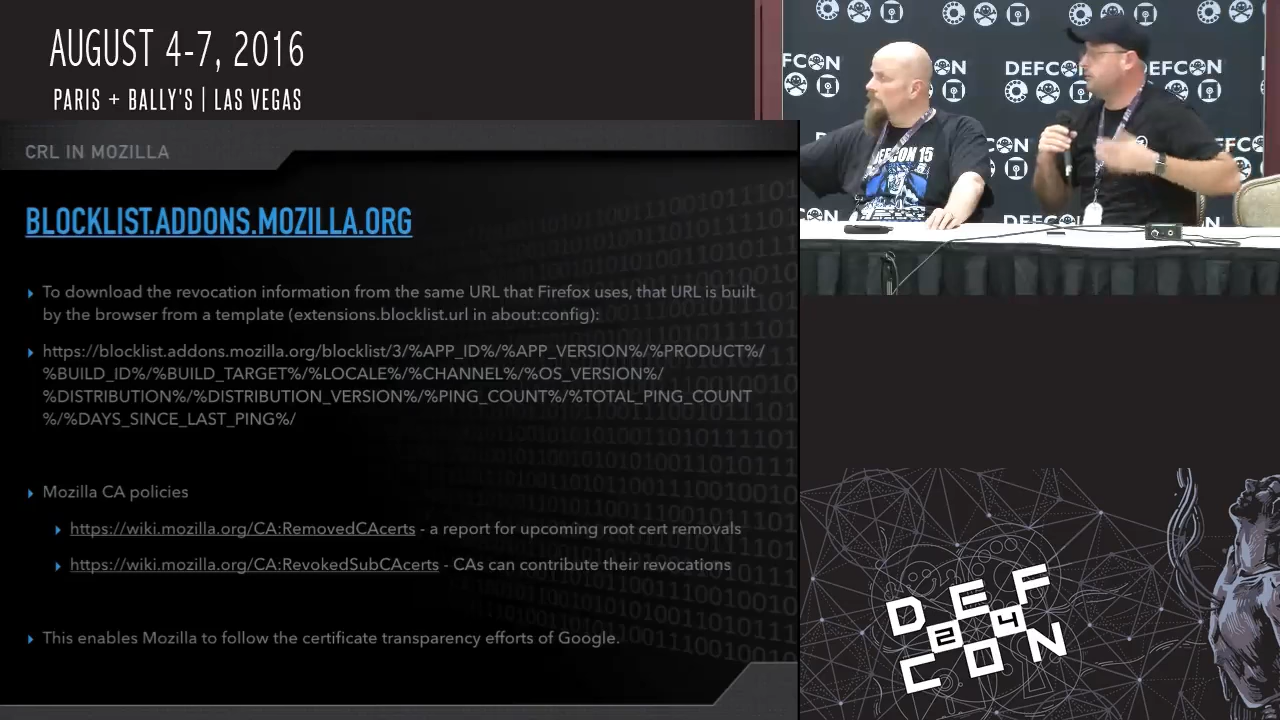 AUGUST 4-7, 2016
PARIS + BALLY'S | LAS VEGAS
CRL IN MOZILLA
BLOCKLIST.ADDONS.MOZILLA.ORG
To download the revocation information from the same URL that Firefox uses, that URL is built
by the browser from a template (extensions.blocklist.url in about:config):
https://blocklist.addons.mozilla.org/blocklist/3/%APP_ID%/%APP_VERSION%/%PRODUCT%/
%BUILD_ID%/%BUILD_TARGET%/%LOCALE%/%CHANNEL%/%OS_VERSION%/
%DISTRIBUTION%/%DISTRIBUTION_VERSION%/%PING_COUNT%/%TOTAL_PING_COUNT
%/%DAYS_SINCE_LAST_PING%/
Mozilla CA policies
https://wiki.mozilla.org/CA:RemovedCAcerts - a report for upcoming root cert removals
https://wiki.mozilla.org/CA:RevokedSubCAcerts - CAs can contribute their revocations
This enables Mozilla to follow the certificate transparency efforts of Google.
DEFCON
DEFCON
DEFCON 15
DEFCON
DEF
24
CON